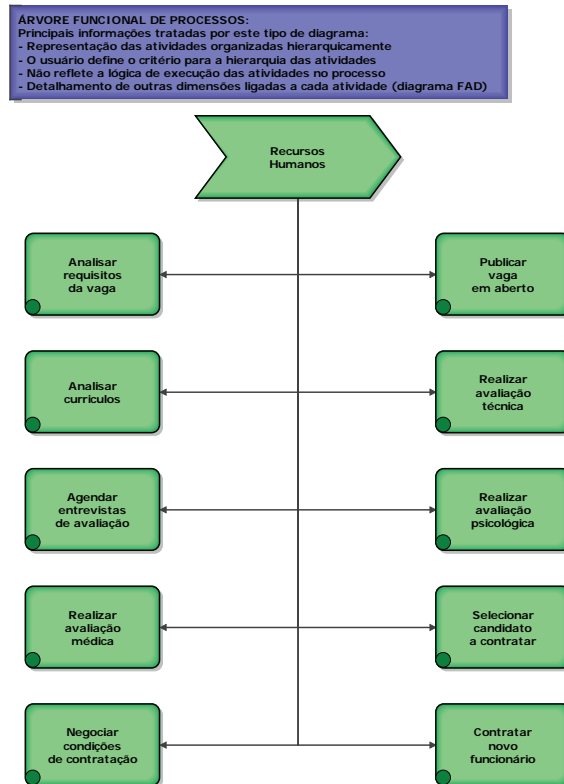 ÁRVORE FUNCIONAL DE PROCESSOS:
Principais informações tratadas por este tipo de diagrama:
- Representação das atividades organizadas hierarquicamente
- O usuário define o critério para a hierarquia das atividades
- Não reflete a lógica de execução das atividades no processo
- Detalhamento de outras dimensões ligadas a cada atividade (diagrama FAD)
Recursos
Humanos
Analisar
requisitos
da vaga
Publicar
vaga
em aberto
Analisar
currículos
Realizar
avaliação
técnica
Agendar
entrevistas
de avaliação
Realizar
avaliação
psicológica
Realizar
avaliação
médica
Selecionar
candidato
a contratar
Negociar
condições
de contratação
Contratar
novo
funcionário